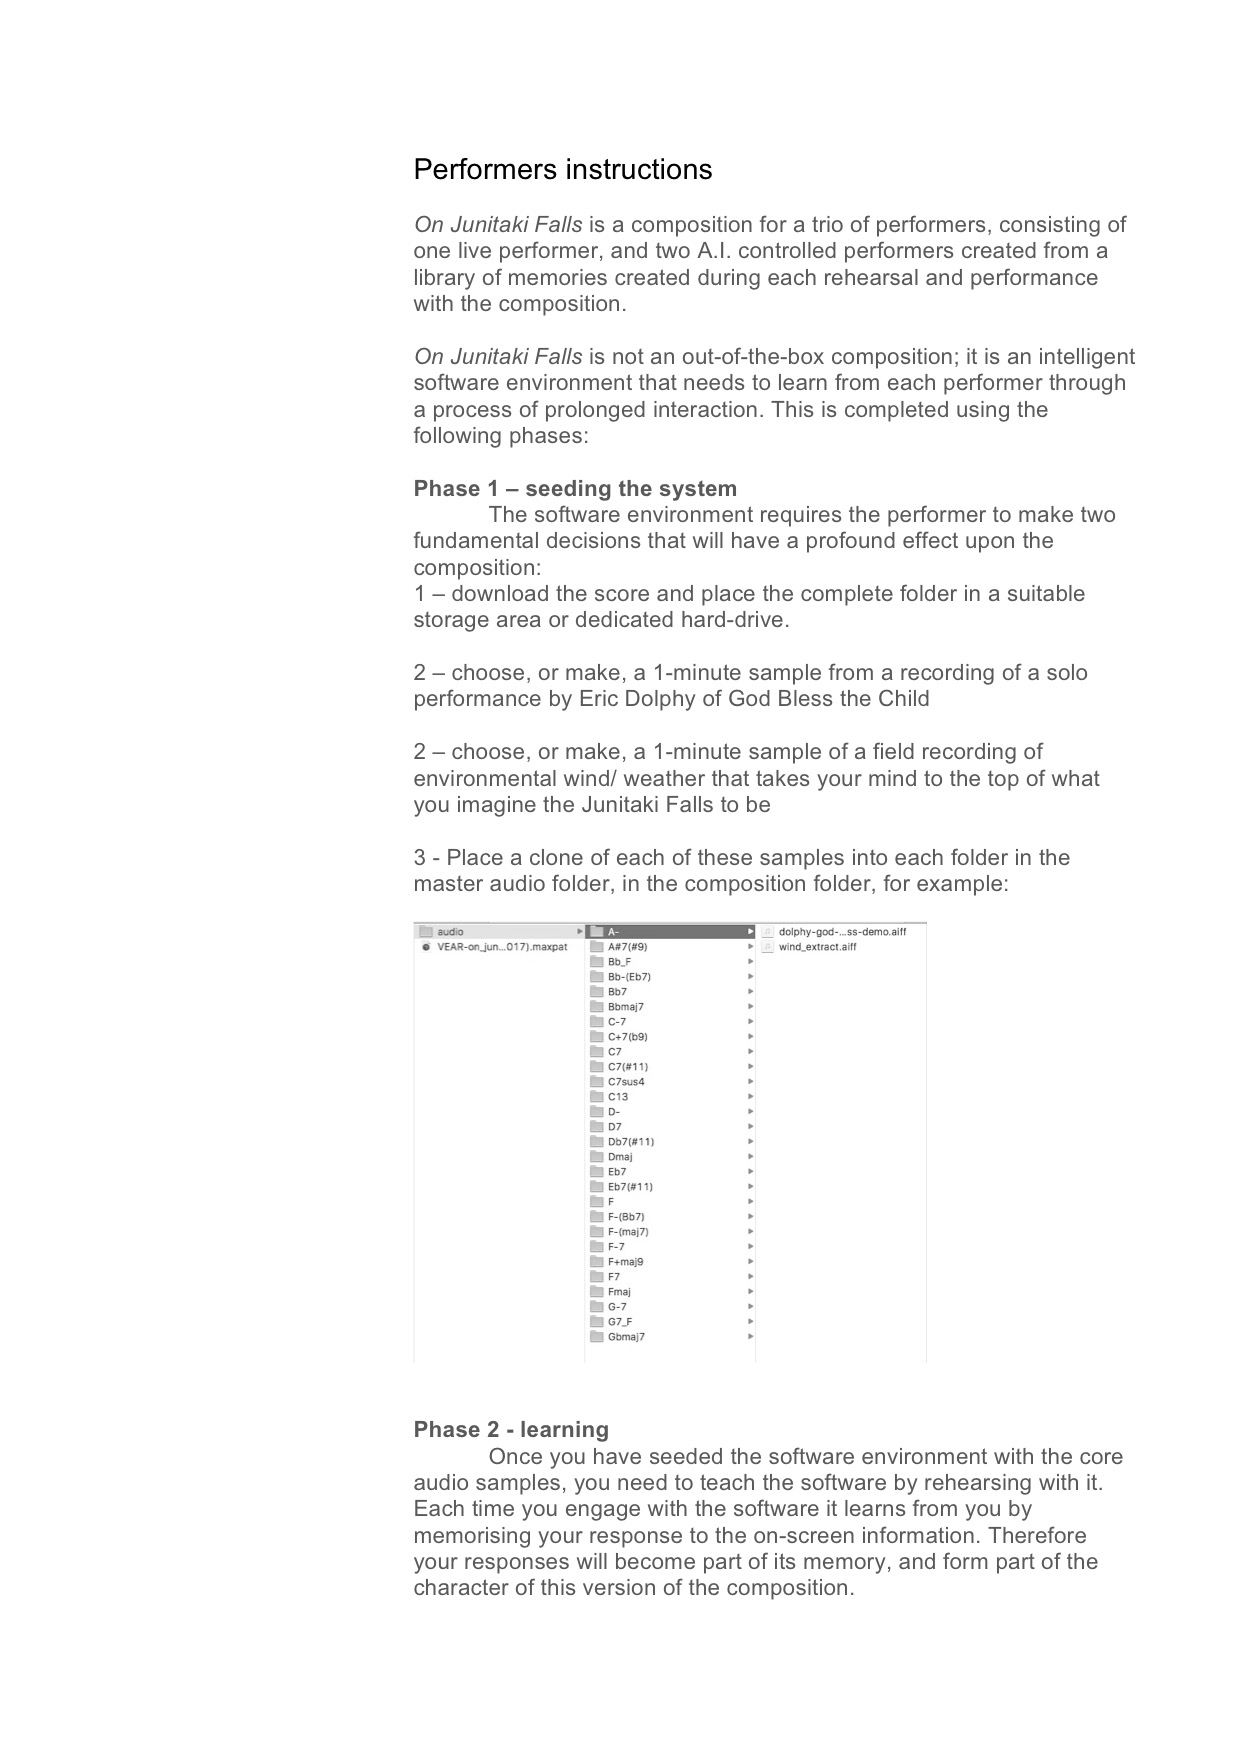 Performers instructions
On Junitaki Falls is a composition for a trio of performers, consisting of
one live performer, and two A.I. controlled performers created from a
library of memories created during each rehearsal and performance
with the composition.
On Junitaki Falls is not an out-of-the-box composition; it is an intelligent
software environment that needs to learn from each performer through
a process of prolonged interaction. This is completed using the
following phases:
Phase 1 – seeding the system
The software environment requires the performer to make two
fundamental decisions that will have a profound effect upon the
composition:
1 – download the score and place the complete folder in a suitable
storage area or dedicated hard-drive.
2 – choose, or make, a 1-minute sample from a recording of a solo
performance by Eric Dolphy of God Bless the Child
2 – choose, or make, a 1-minute sample of a field recording of
environmental wind/ weather that takes your mind to the top of what
you imagine the Junitaki Falls to be
3 - Place a clone of each of these samples into each folder in the
master audio folder, in the composition folder, for example:
audio
VEAR-on_jun...017).maxpat
A-
A#7(#9)
Bb_F
Bb-(Eb7)
Bb7
Bbmaj7
C-7
C+7(b9)
C7
C7(#11)
C7sus4
C13
D-
D7
Db7(#11)
Dmaj
Eb7
Eb7(#11)
F
F-(Bb7)
F-(maj7)
F-7
F+maj9
F7
Fmaj
G-7
G7_F
Gbmaj7
dolphy-god-...ss-demo.aiff
wind_extract.aiff
Phase 2 - learning
Once you have seeded the software environment with the core
audio samples, you need to teach the software by rehearsing with it.
Each time you engage with the software it learns from you by
memorising your response to the on-screen information. Therefore
your responses will become part of its memory, and form part of the
character of this version of the composition.